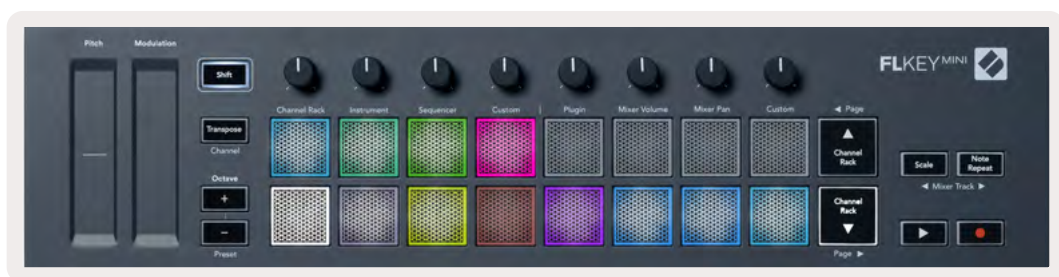 Pitch
Modulation
Shift
FLKEY MINI
Channel Rack
Instrument
Sequencer
Custom
Plugin
Mixer Volume
Mixer Pan
Custom
◀ Page
Transpose
Channel
▲
Channel
Rack
Scale
Note
Repeat
◀ Mixer Track ▶
Octave
+
−
Preset
Channel
Rack
▼
Page ▶